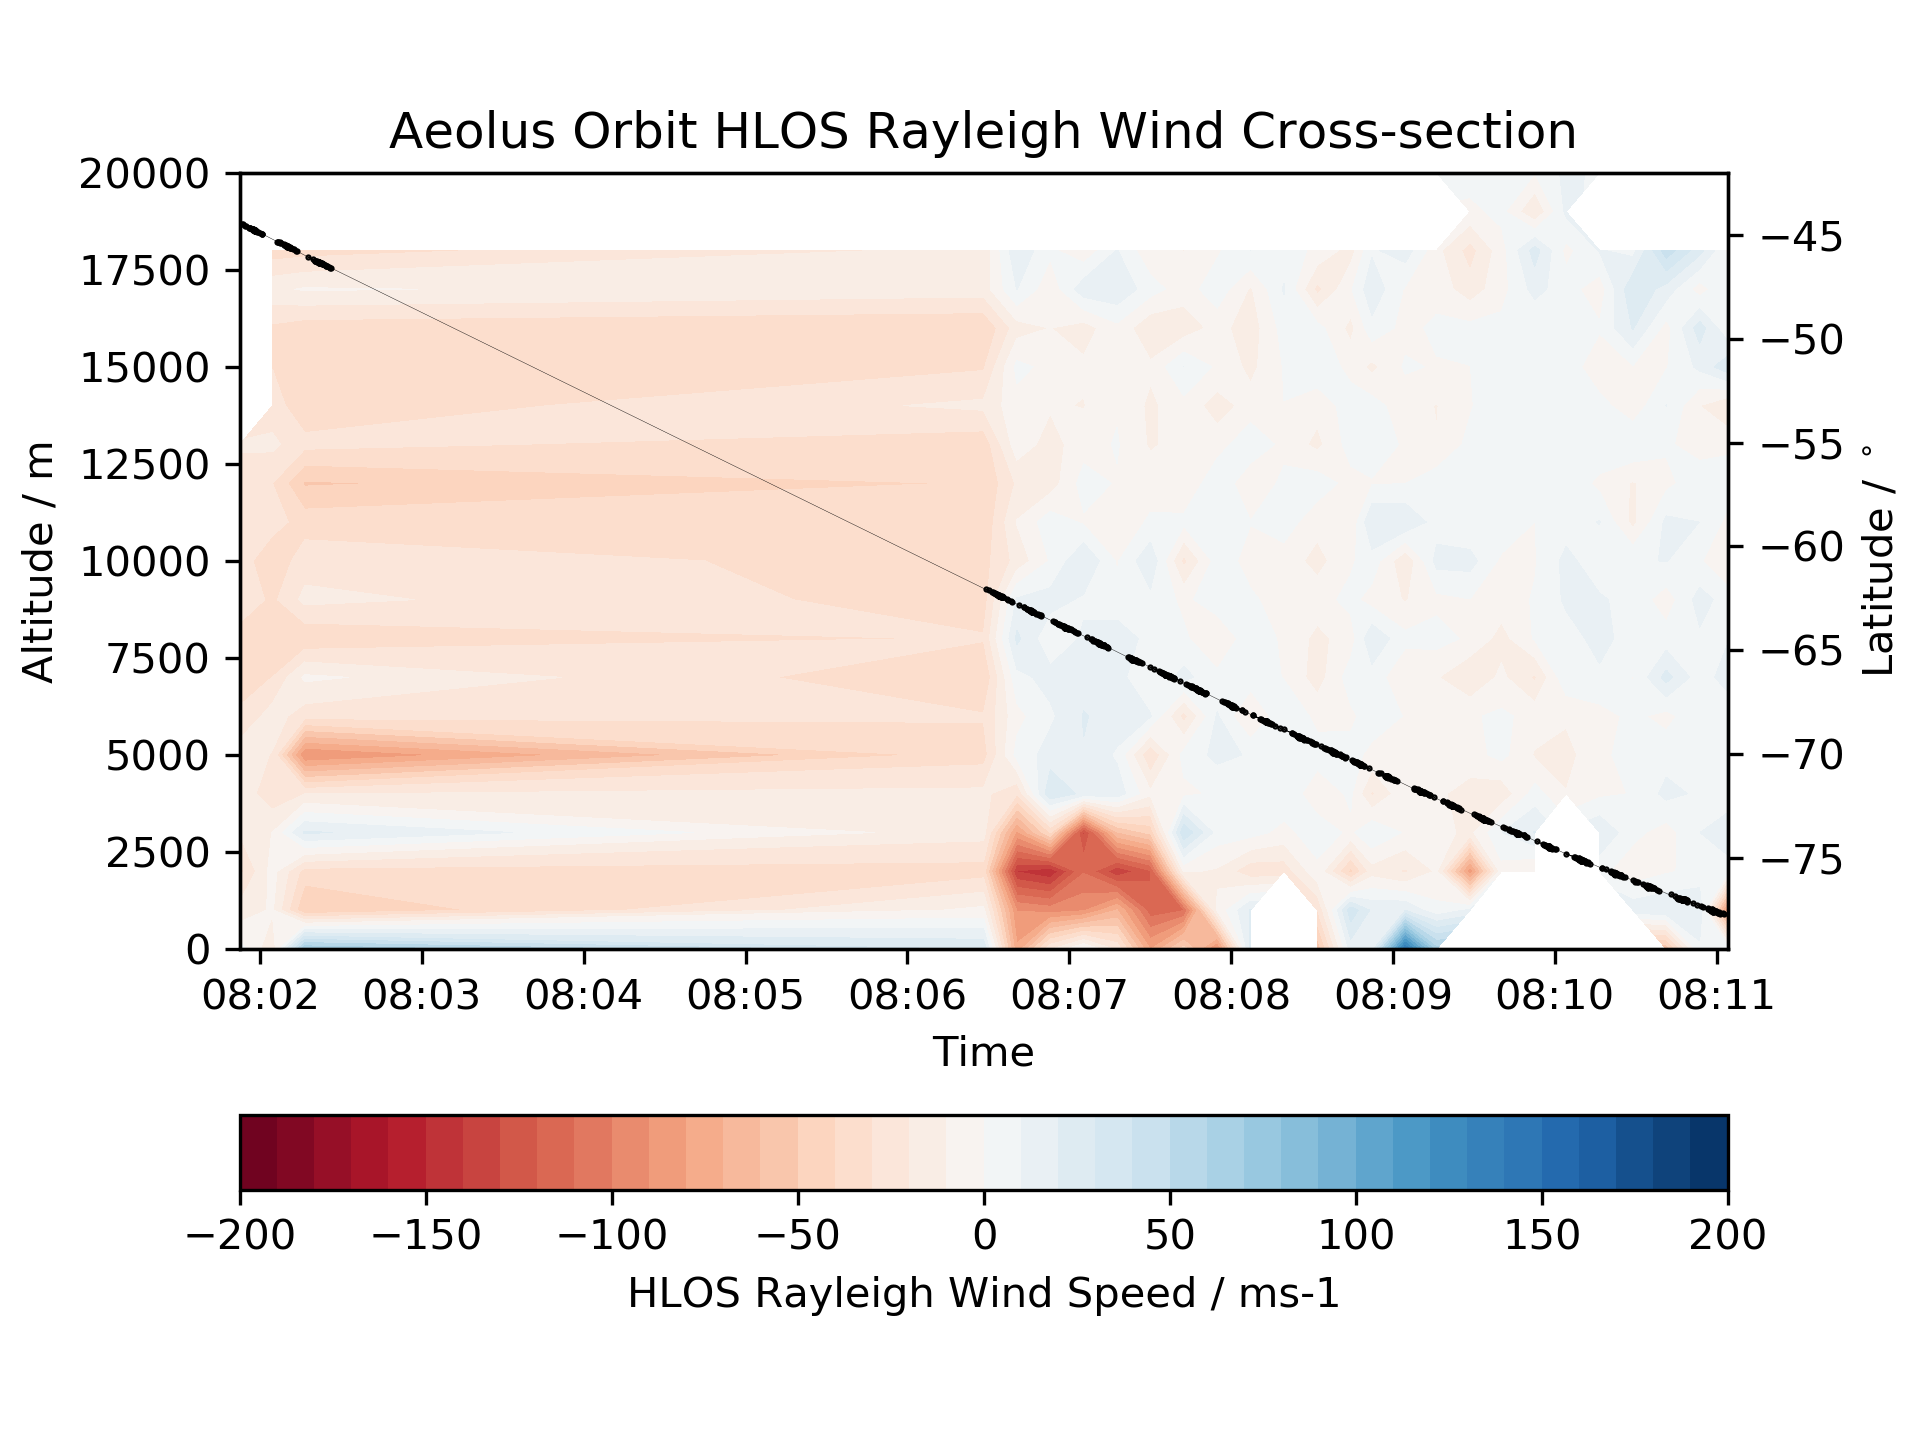 Aeolus Orbit HLOS Rayleigh Wind Cross-section
20000
17500
15000
12500
10000
7500
5000
2500
0
Altitude / m
−45
−50
−55
−60
−65
−70
−75
Latitude / °
08:02 08:03 08:04 08:05 08:06 08:07 08:08 08:09 08:10 08:11
Time
−200 −150 −100 −50 0 50 100 150 200
HLOS Rayleigh Wind Speed / ms-1